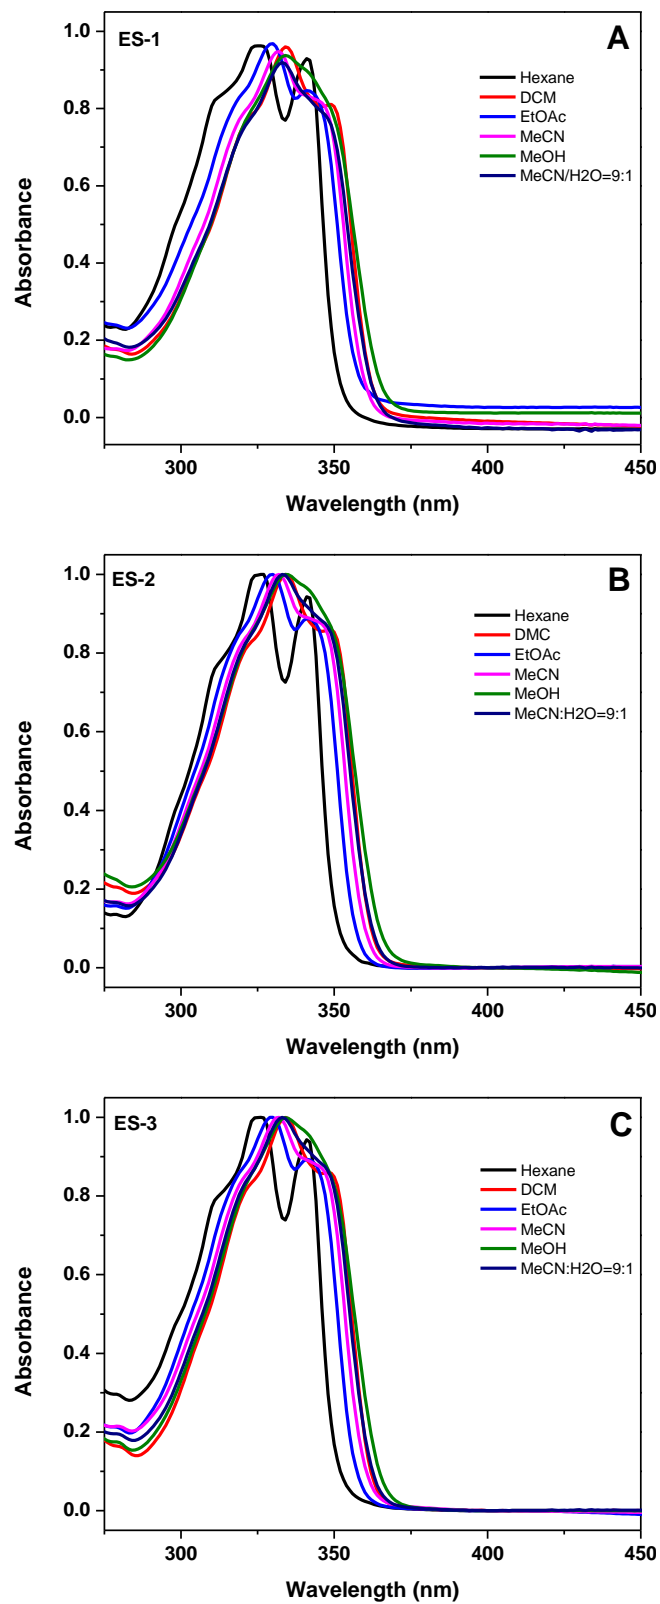 ES-1
A
Hexane
DCM
EtOAc
MeCN
MeOH
MeCN/H2O=9:1
1.0
0.8
0.6
0.4
0.2
0.0
Absorbance
300
350
400
450
Wavelength (nm)
ES-2
B
Hexane
DMC
EtOAc
MeCN
MeOH
MeCN:H2O=9:1
1.0
0.8
0.6
0.4
0.2
0.0
Absorbance
300
350
400
450
Wavelength (nm)
ES-3
C
Hexane
DCM
EtOAc
MeCN
MeOH
MeCN:H2O=9:1
1.0
0.8
0.6
0.4
0.2
0.0
Absorbance
300
350
400
450
Wavelength (nm)